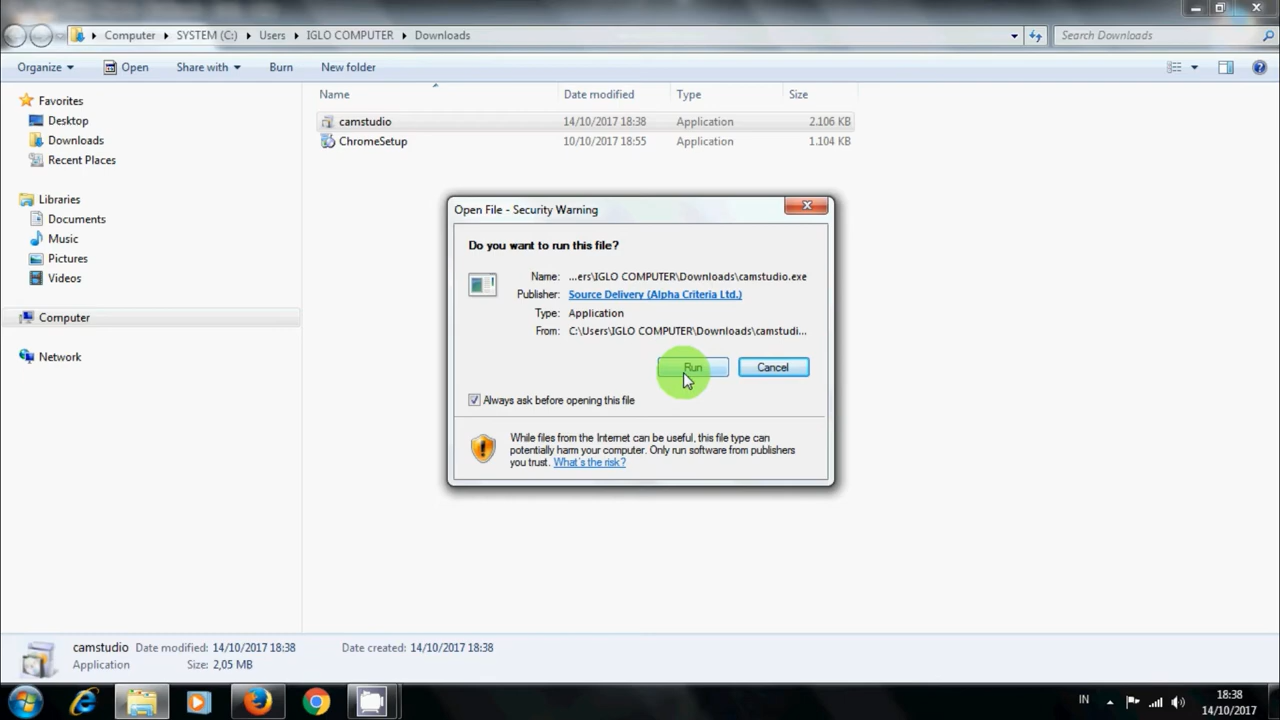 Computer SYSTEM (C:) Users IGLO COMPUTER Downloads
Search Downloads
Organize Open Share with Burn New folder
Name Date modified Type Size
camstudio 14/10/2017 18:38 Application 2.106 KB
ChromeSetup 10/10/2017 18:55 Application 1.104 KB
Favorites
Desktop
Downloads
Recent Places
Libraries
Documents
Music
Pictures
Videos
Computer
Network
Open File - Security Warning
Do you want to run this file?
Name: ...ers\IGLO COMPUTER\Downloads\camstudio.exe
Publisher: Source Delivery (Alpha Criteria Ltd.)
Type: Application
From: C:\Users\IGLO COMPUTER\Downloads\camstudi...
Run Cancel
Always ask before opening this file
While files from the Internet can be useful, this file type can
potentially harm your computer. Only run software from publishers
you trust. What's the risk?
camstudio Date modified: 14/10/2017 18:38 Date created: 14/10/2017 18:38
Application Size: 2,05 MB
IN
18:38
14/10/2017